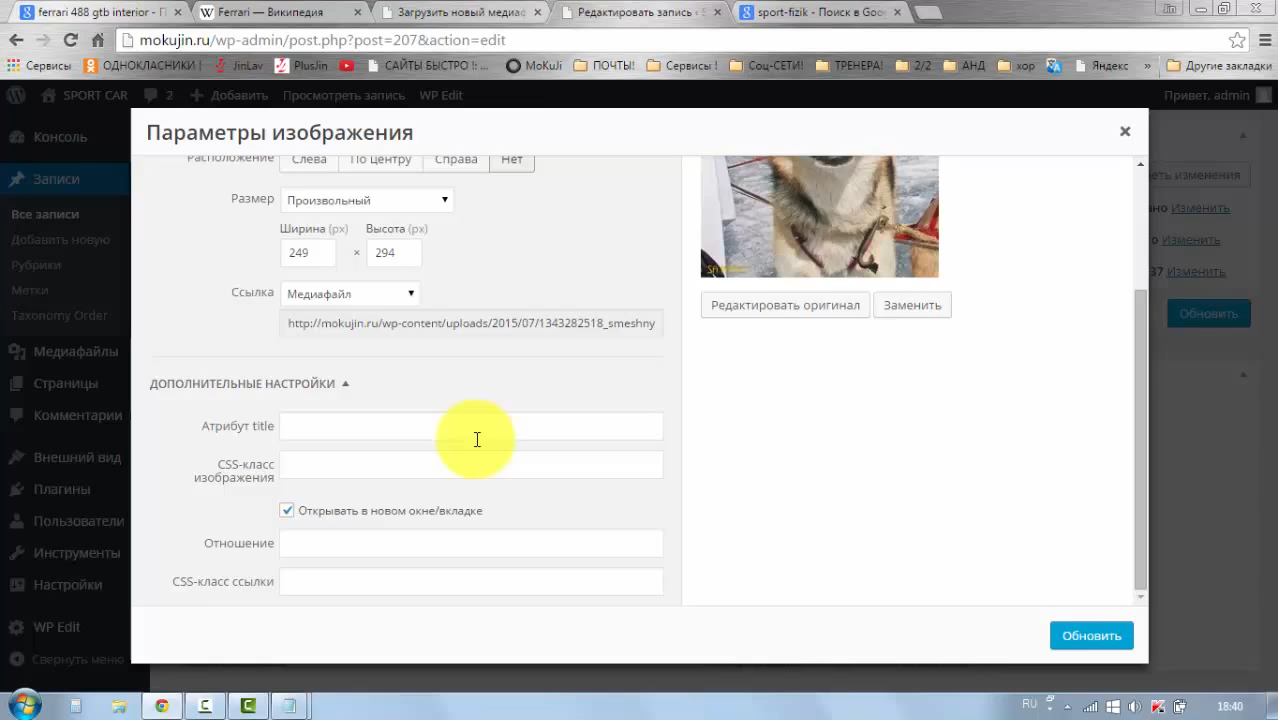 ferrari 488 gtb interior - П
Ferrari — Википедия
Загрузить новый медиаф
Редактировать запись ‹ S
sport-fizik - Поиск в Goo
mokujin.ru/wp-admin/post.php?post=207&action=edit
Сервисы
ОДНОКЛАСНИКИ !
JinLav
PlusJin
САЙТЫ БЫСТРО !: ...
MoKuJi
ПОЧТЫ!
Сервисы !
Соц-СЕТИ!
ТРЕНЕРА!
2/2
АНД
хор
Яндекс
»
Другие закладки
SPORT CAR
2
Добавить
Просмотреть запись
WP Edit
Привет, admin
Консоль
Записи
Все записи
Добавить новую
Рубрики
Метки
Taxonomy Order
Медиафайлы
Страницы
Комментарии
Внешний вид
Плагины
Пользователи
Инструменты
Настройки
WP Edit
Свернуть меню
Параметры изображения
×
Расположение
Слева
По центру
Справа
Нет
Размер
Произвольный
Ширина (px)
Высота (px)
249
×
294
Ссылка
Медиафайл
http://mokujin.ru/wp-content/uploads/2015/07/1343282518_smeshny
ДОПОЛНИТЕЛЬНЫЕ НАСТРОЙКИ
Атрибут title
CSS-класс
изображения
Открывать в новом окне/вкладке
Отношение
CSS-класс ссылки
Редактировать оригинал
Заменить
Обновить
еть изменения
но Изменить
о Изменить
37 Изменить
Обновить
RU
18:40